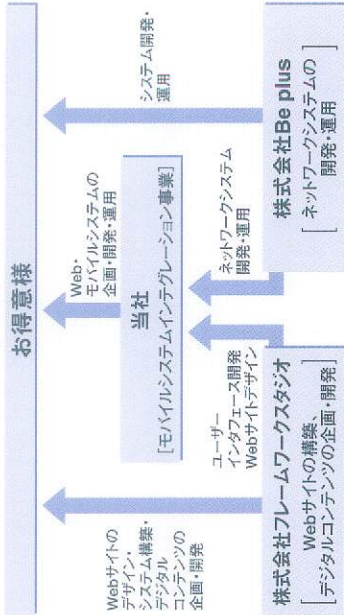 お得意様
Webサイトの
デザイン・
システム構築・
デジタル
コンテンツの
企画・開発
Web・
モバイルシステムの
企画・開発・運用
システム開発・
運用
当社
[モバイルシステムインテグレーション事業]
ユーザー
インタフェース開発
Webサイトデザイン
ネットワークシステム
開発・運用
株式会社フレームワークスタジオ
[Webサイトの構築、
デジタルコンテンツの企画・開発]
株式会社Be plus
[ネットワークシステムの
開発・運用]